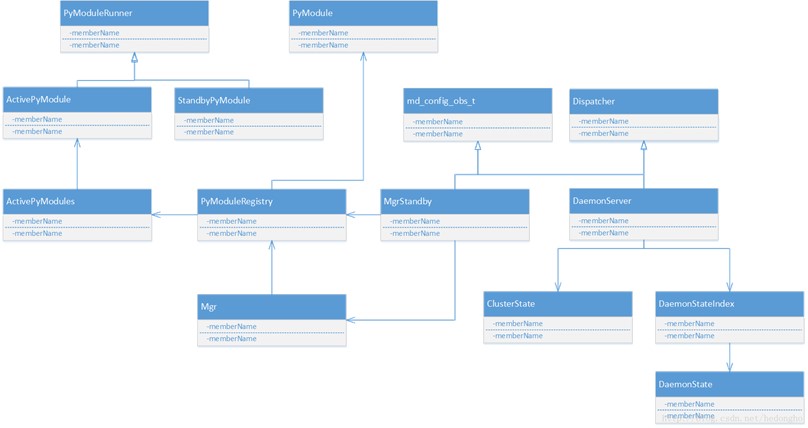 PyModuleRunner
-memberName
-memberName
PyModule
-memberName
-memberName
ActivePyModule
-memberName
-memberName
StandbyPyModule
-memberName
-memberName
md_config_obs_t
-memberName
-memberName
Dispatcher
-memberName
-memberName
ActivePyModules
-memberName
-memberName
PyModuleRegistry
-memberName
-memberName
MgrStandby
-memberName
-memberName
DaemonServer
-memberName
-memberName
Mgr
-memberName
-memberName
ClusterState
-memberName
-memberName
DaemonStateIndex
-memberName
-memberName
DaemonState
-memberName
-memberName